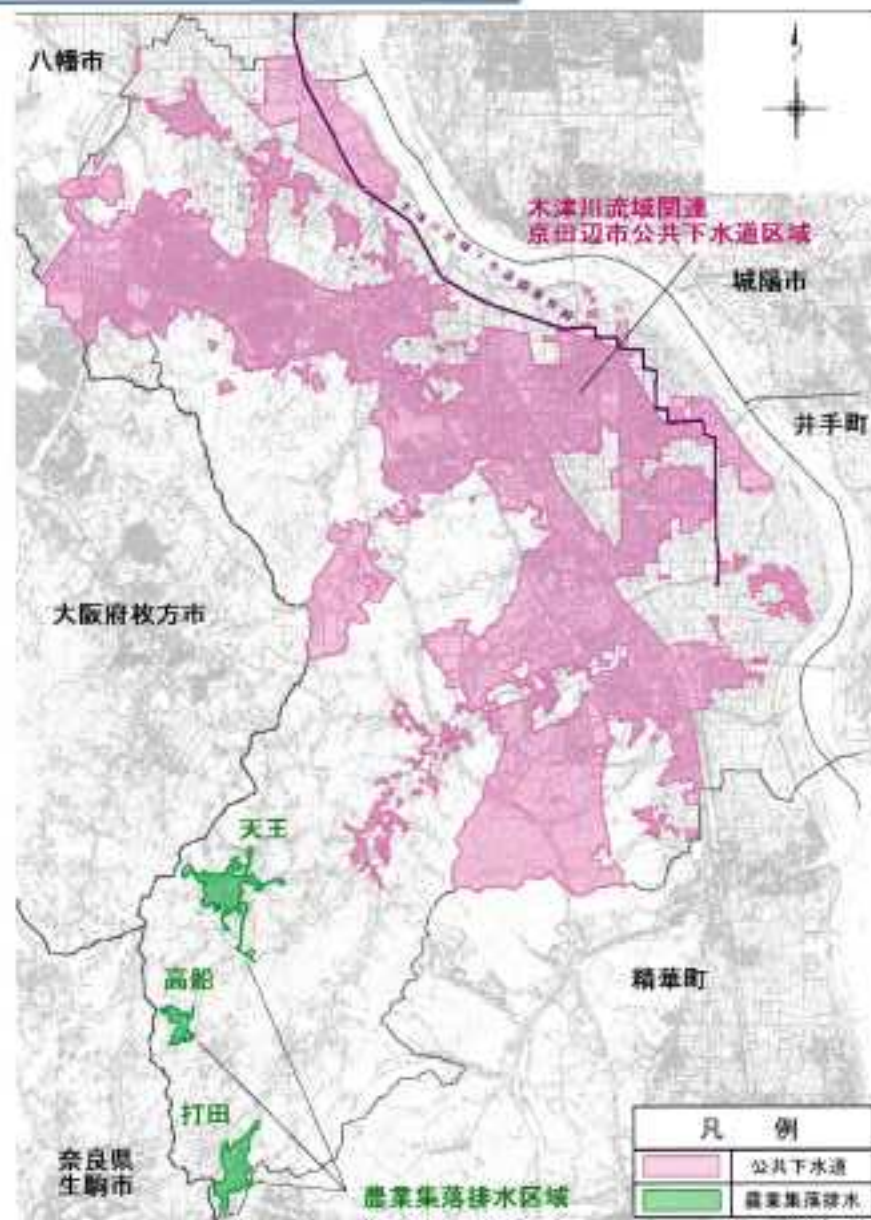 八幡市
木津川流域関連
京田辺市公共下水道区域
城陽市
井手町
大阪府枚方市
天王
高船
精華町
打田
奈良県
生駒市
農業集落排水区域
凡 例
公共下水道
農業集落排水